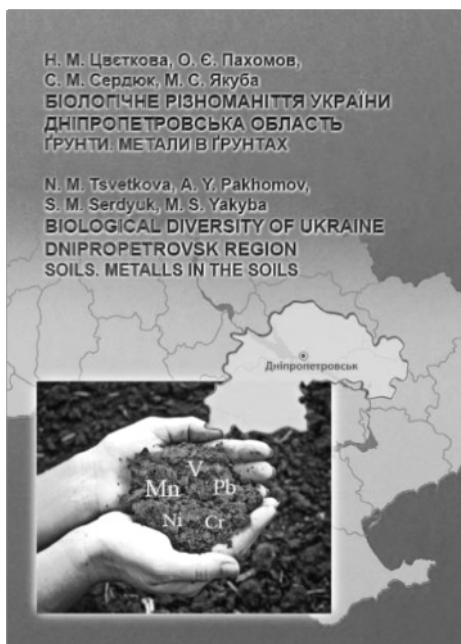 Н. М. Цвєткова, О. Є. Пахомов,
С. М. Сердюк, М. С. Якуба
БІОЛОГІЧНЕ РІЗНОМАНІТТЯ УКРАЇНИ
ДНІПРОПЕТРОВСЬКА ОБЛАСТЬ
ҐРУНТИ. МЕТАЛИ В ҐРУНТАХ
N. M. Tsvetkova, A. Y. Pakhomov,
S. M. Serdyuk, M. S. Yakyba
BIOLOGICAL DIVERSITY OF UKRAINE
DNIPROPETROVSK REGION
SOILS. METALLS IN THE SOILS
Дніпропетровськ
V
Mn Pb
Ni Cr